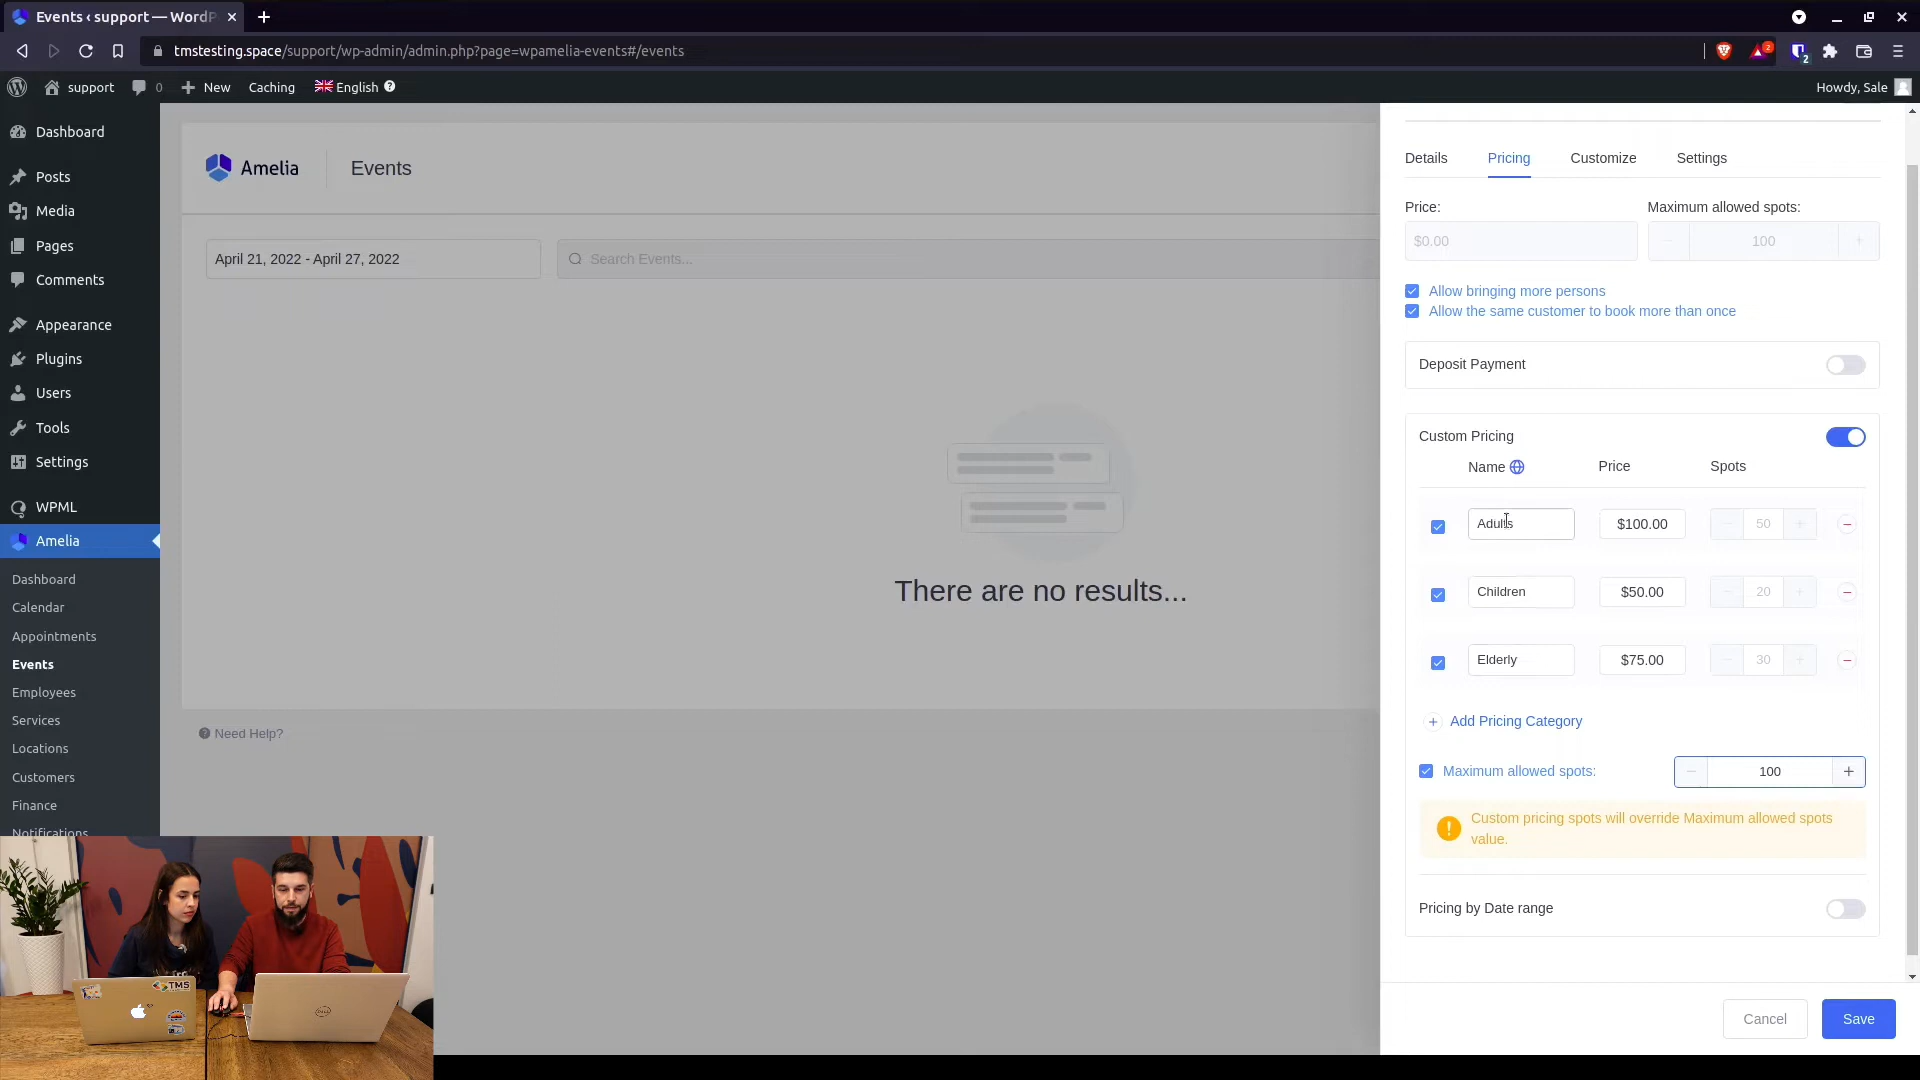 Events ‹ support — WordP
tmstesting.space/support/wp-admin/admin.php?page=wpamelia-events#/events
2
2
support
0
New
Caching
English
Howdy, Sale
Dashboard
Posts
Media
Pages
Comments
Appearance
Plugins
Users
Tools
Settings
WPML
Amelia
Dashboard
Calendar
Appointments
Events
Employees
Services
Locations
Customers
Finance
Notifications
Amelia
Events
April 21, 2022 - April 27, 2022
Search Events...
There are no results...
Need Help?
Details Pricing Customize Settings
Price: Maximum allowed spots:
$0.00 100
Allow bringing more persons
Allow the same customer to book more than once
Deposit Payment
Custom Pricing
Name Price Spots
Adults $100.00 50
Children $50.00 20
Elderly $75.00 30
Add Pricing Category
Maximum allowed spots: 100
Custom pricing spots will override Maximum allowed spots
value.
Pricing by Date range
Cancel Save
TMS
DELL